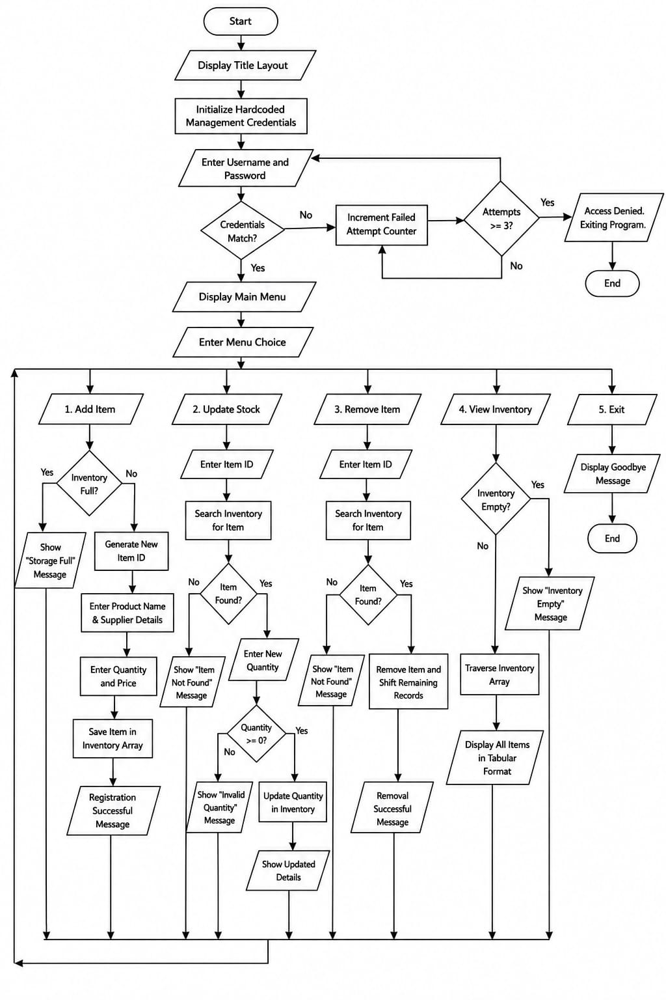 Start
Display Title Layout
Initialize Hardcoded
Management Credentials
Enter Username and
Password
Credentials
Match?
No
Increment Failed
Attempt Counter
Attempts
>= 3?
Yes
Access Denied.
Exiting Program.
No
End
Yes
Display Main Menu
Enter Menu Choice
1. Add Item
2. Update Stock
3. Remove Item
4. View Inventory
5. Exit
Inventory
Full?
Yes
No
Show
"Storage Full"
Message
Generate New
Item ID
Enter Product Name
& Supplier Details
Enter Quantity
and Price
Save Item in
Inventory Array
Registration
Successful
Message
Enter Item ID
Search Inventory
for Item
Item
Found?
No
Yes
Show "Item
Not Found"
Message
Enter New
Quantity
Quantity
>= 0?
Yes
No
Show "Invalid
Quantity"
Message
Update Quantity
in Inventory
Show Updated
Details
Enter Item ID
Search Inventory
for Item
Item
Found?
No
Yes
Show "Item
Not Found"
Message
Remove Item and
Shift Remaining
Records
Removal
Successful
Message
Inventory
Empty?
Yes
No
Show "Inventory
Empty"
Message
Traverse Inventory
Array
Display All Items
in Tabular
Format
Display Goodbye
Message
End